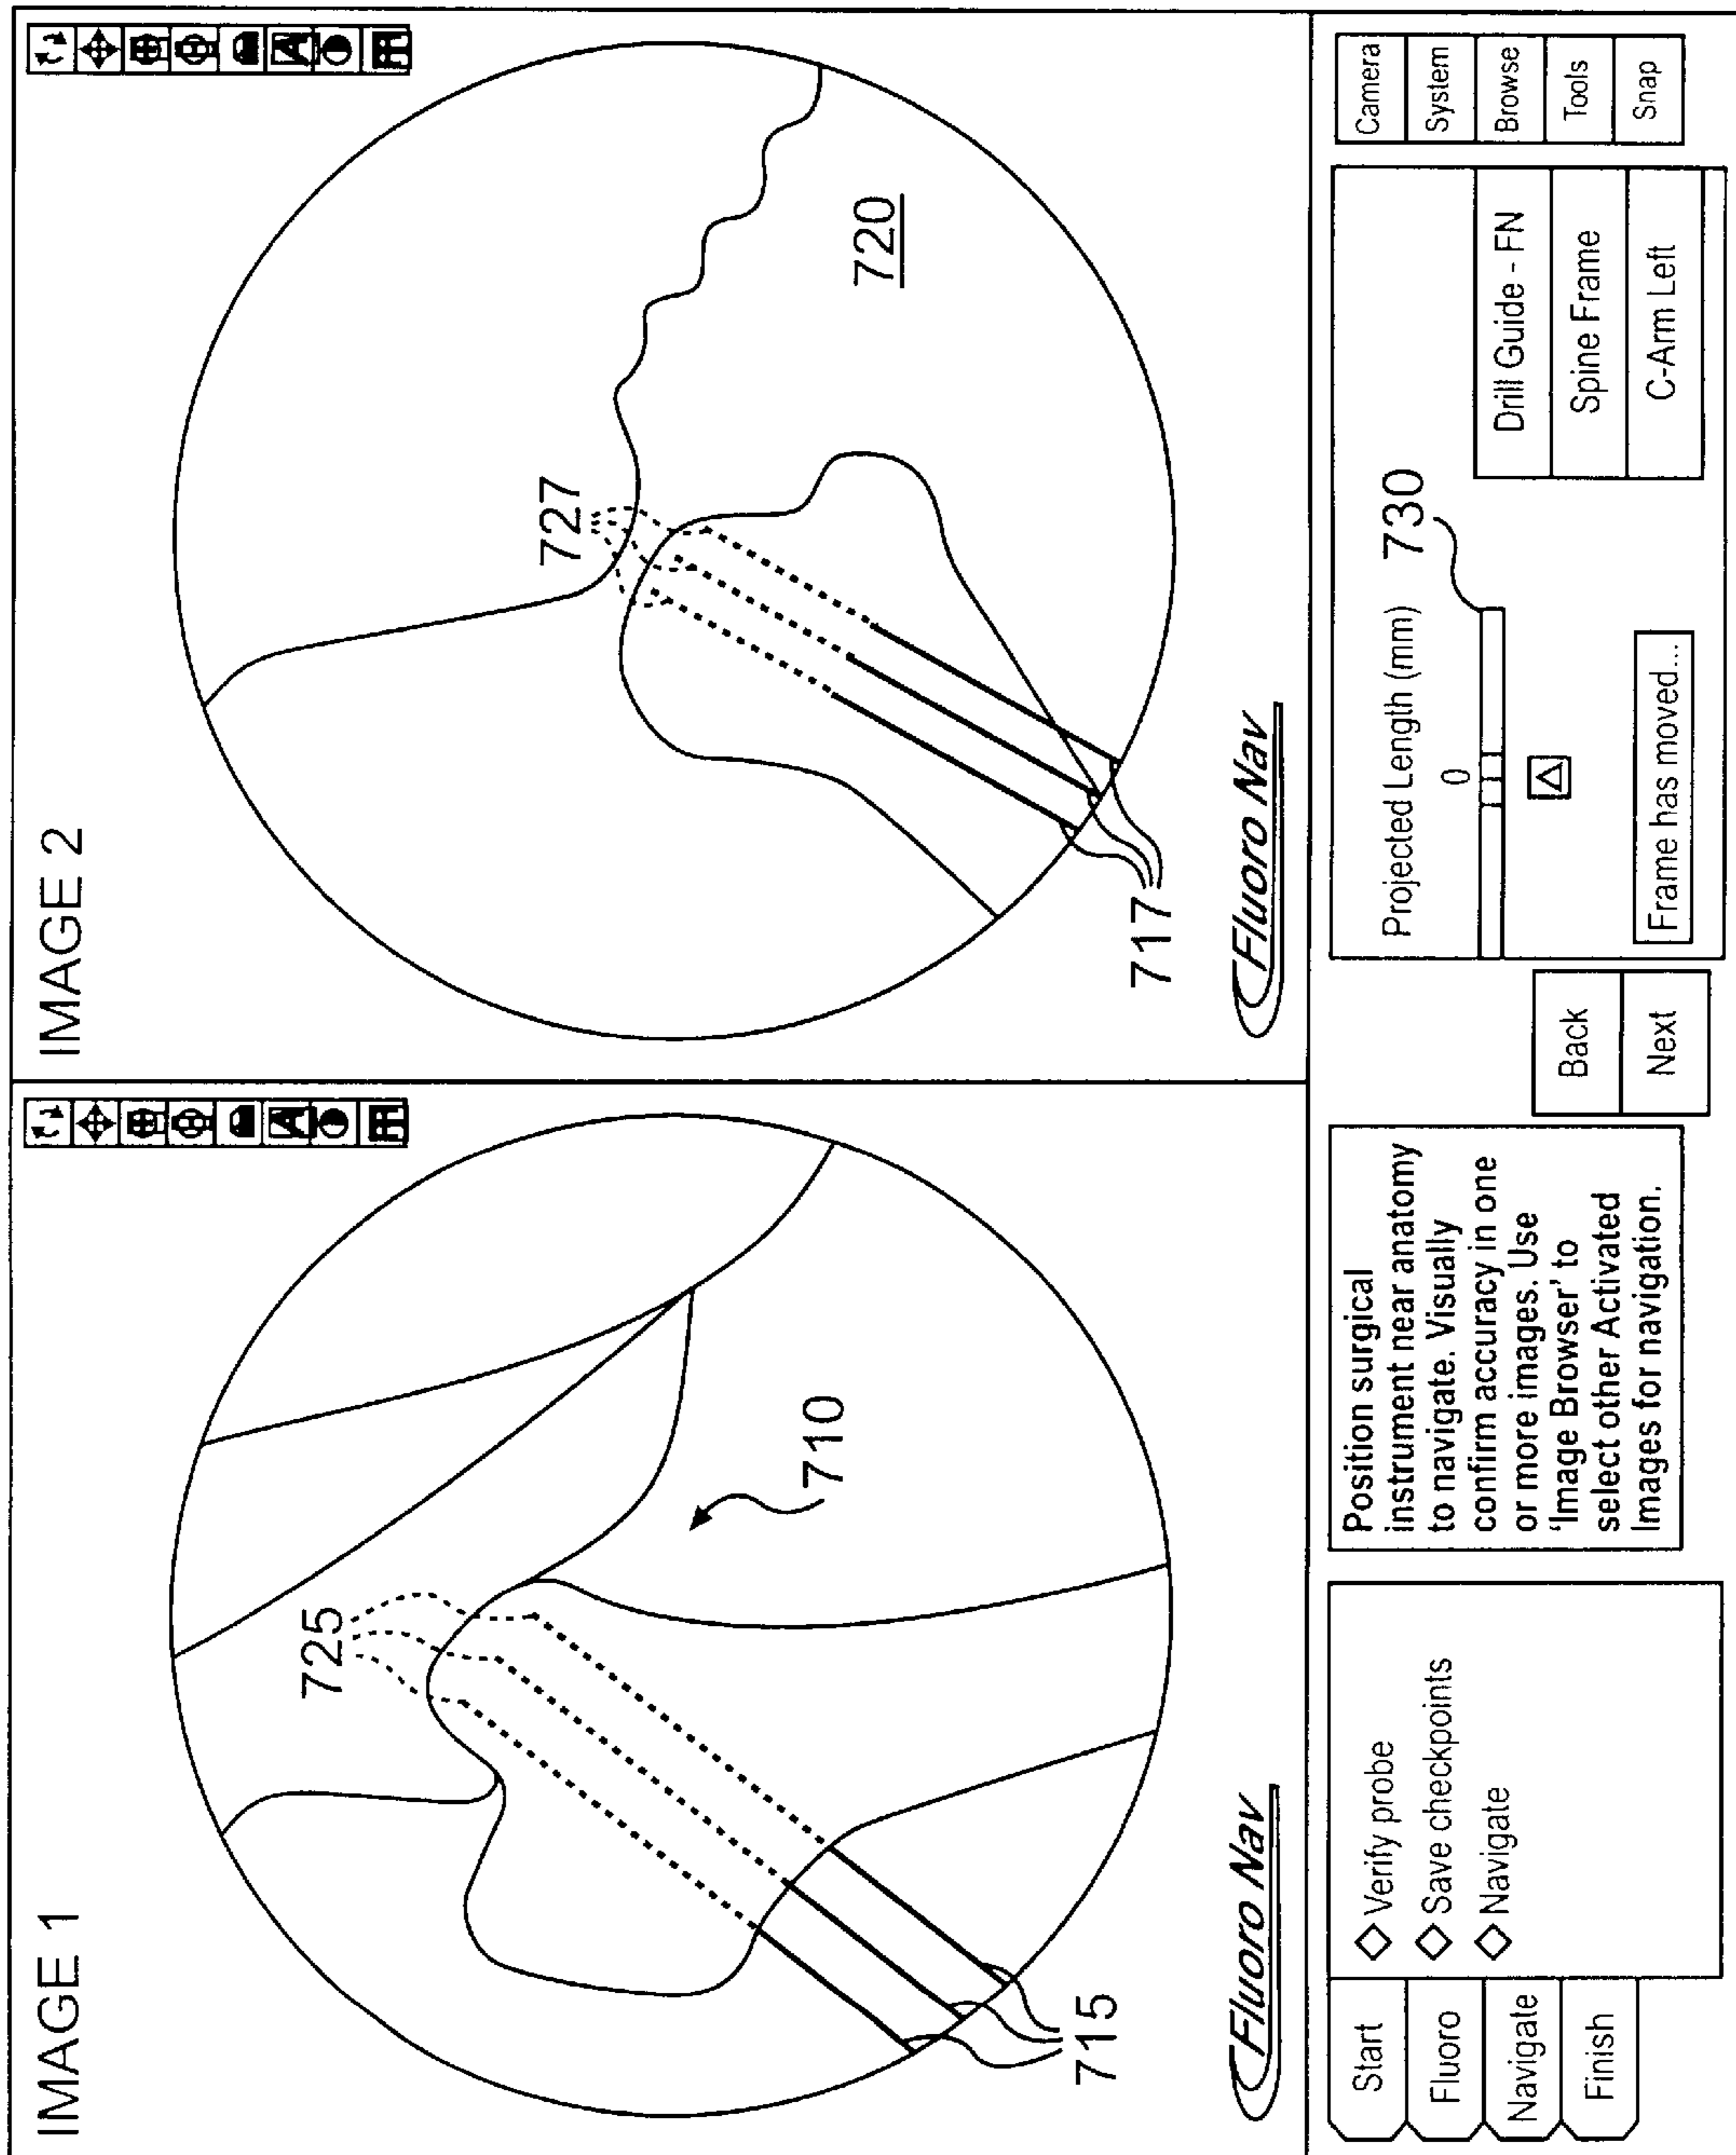 IMAGE 1
725
710
715
Fluoro Nav
IMAGE 2
727
720
717
Fluoro Nav
Start
Fluoro
Navigate
Finish
Verify probe
Save checkpoints
Navigate
Position surgical
instrument near anatomy
to navigate. Visually
confirm accuracy in one
or more images. Use
'Image Browser' to
select other Activated
Images for navigation.
Back
Next
Projected Length (mm)
730
0
Frame has moved...
Drill Guide - FN
Spine Frame
C-Arm Left
Camera
System
Browse
Tools
Snap